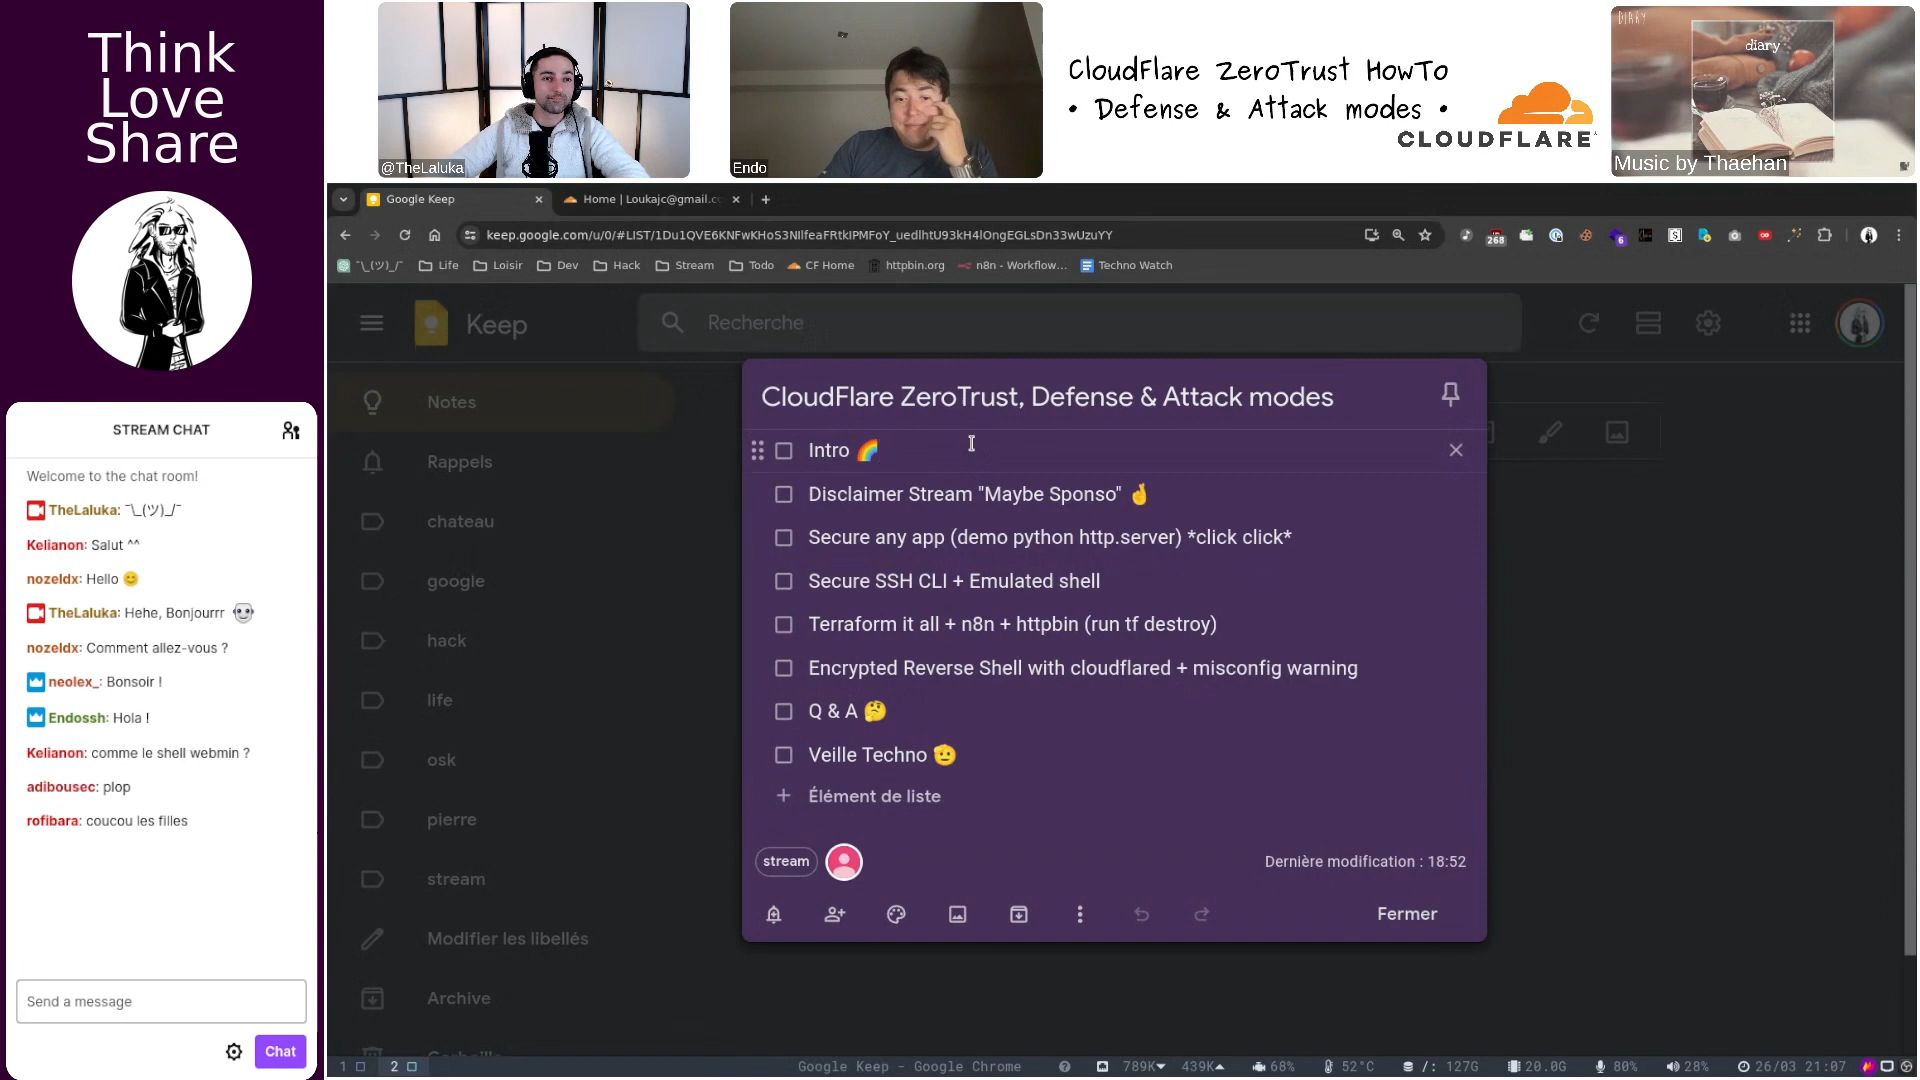 Think
Love
Share
STREAM CHAT
Welcome to the chat room!
TheLaluka: ¯\_(ツ)_/¯
Kelianon: Salut ^^
nozeldx: Hello 😊
TheLaluka: Hehe, Bonjourrr
nozeldx: Comment allez-vous ?
neolex_: Bonsoir !
Endossh: Hola !
Kelianon: comme le shell webmin ?
adibousec: plop
rofibara: coucou les filles
Send a message
Chat
@TheLaluka
Endo
CloudFlare ZeroTrust HowTo
• Defense & Attack modes •
CLOUDFLARE
DIARY
diary
Music by Thaehan
Google Keep
Home | Loukajc@gmail.c
keep.google.com/u/0/#LIST/1Du1QVE6KNFwKHoS3NIlfeaFRtkIPMFoY_uedlhtU93kH4lOngEGLsDn33wUzuYY
268
6
¯\_(ツ)_/¯
Life
Loisir
Dev
Hack
Stream
Todo
CF Home
httpbin.org
n8n - Workflow...
Techno Watch
Keep
Recherche
Notes
Rappels
chateau
google
hack
life
osk
pierre
stream
Modifier les libellés
Archive
CloudFlare ZeroTrust, Defense & Attack modes
Intro 🌈
Disclaimer Stream "Maybe Sponso" 🤞
Secure any app (demo python http.server) *click click*
Secure SSH CLI + Emulated shell
Terraform it all + n8n + httpbin (run tf destroy)
Encrypted Reverse Shell with cloudflared + misconfig warning
Q & A 🤔
Veille Techno 🫡
Élément de liste
stream
Dernière modification : 18:52
Fermer
1
2
Google Keep - Google Chrome
789K
439K
68%
52°C
/: 127G
20.0G
80%
28%
26/03 21:07